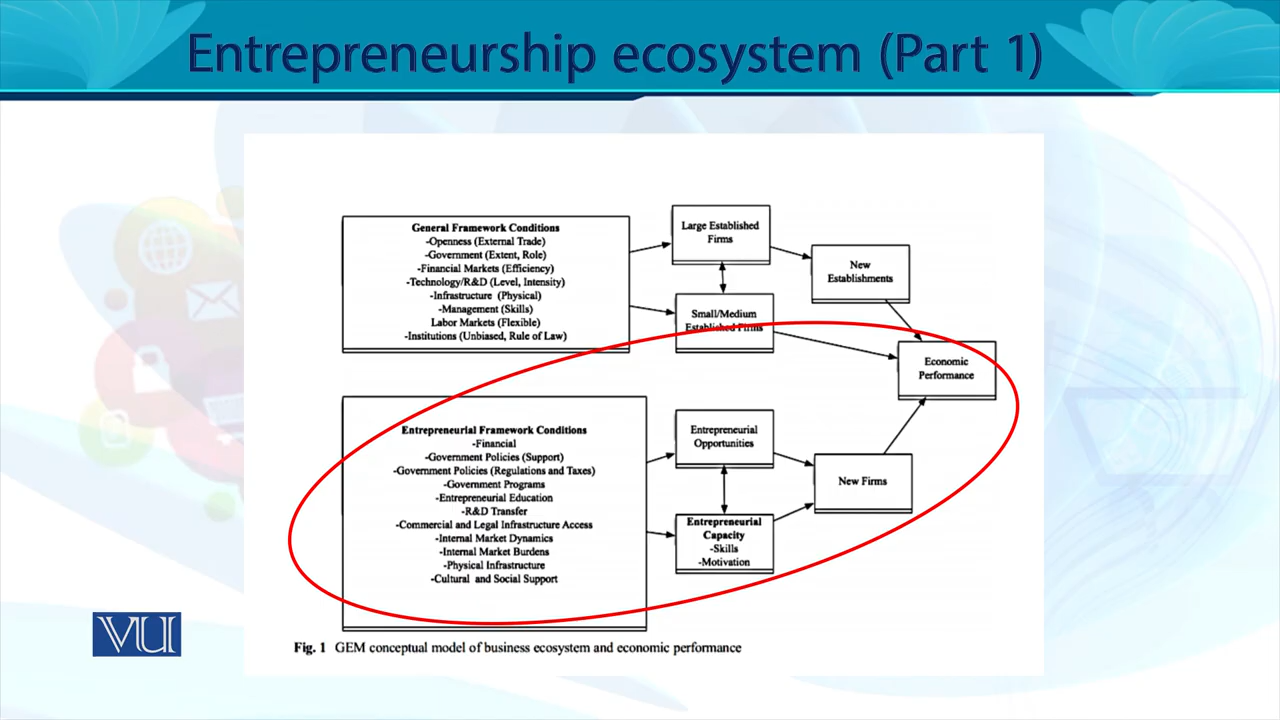 Entrepreneurship ecosystem (Part 1)
General Framework Conditions
-Openness (External Trade)
-Government (Extent, Role)
-Financial Markets (Efficiency)
-Technology/R&D (Level, Intensity)
-Infrastructure (Physical)
-Management (Skills)
Labor Markets (Flexible)
-Institutions (Unbiased, Rule of Law)
Large Established
Firms
Small/Medium
Established Firms
New
Establishments
Economic
Performance
Entrepreneurial Framework Conditions
-Financial
-Government Policies (Support)
-Government Policies (Regulations and Taxes)
-Government Programs
-Entrepreneurial Education
-R&D Transfer
-Commercial and Legal Infrastructure Access
-Internal Market Dynamics
-Internal Market Burdens
-Physical Infrastructure
-Cultural and Social Support
Entrepreneurial
Opportunities
Entrepreneurial
Capacity
-Skills
-Motivation
New Firms
VU
Fig. 1 GEM conceptual model of business ecosystem and economic performance